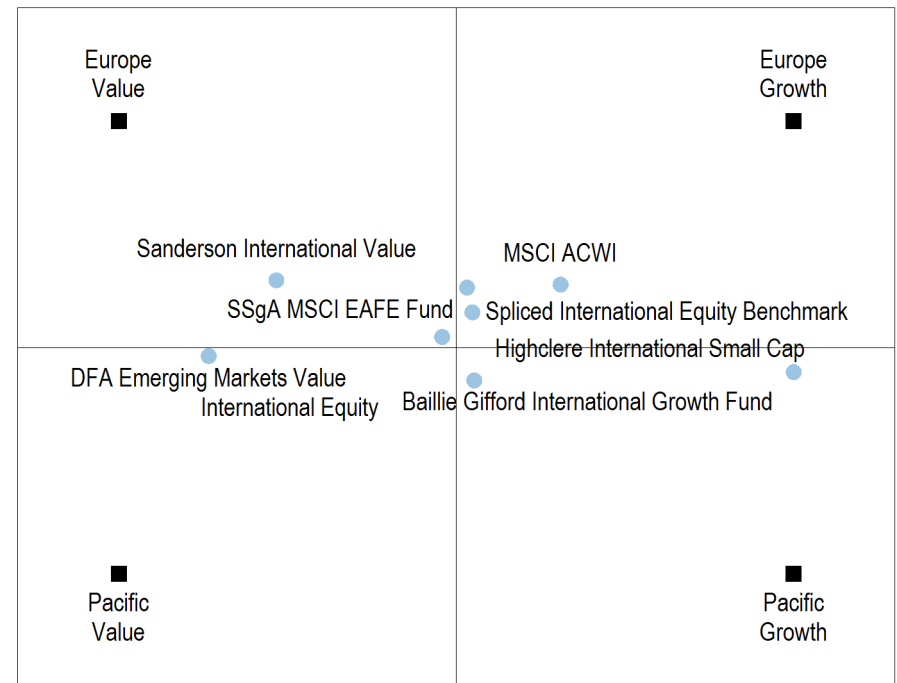 Europe
Value
Europe
Growth
Sanderson International Value
MSCI ACWI
SSgA MSCI EAFE Fund
Spliced International Equity Benchmark
Highclere International Small Cap
DFA Emerging Markets Value
International Equity
Baillie Gifford International Growth Fund
Pacific
Value
Pacific
Growth